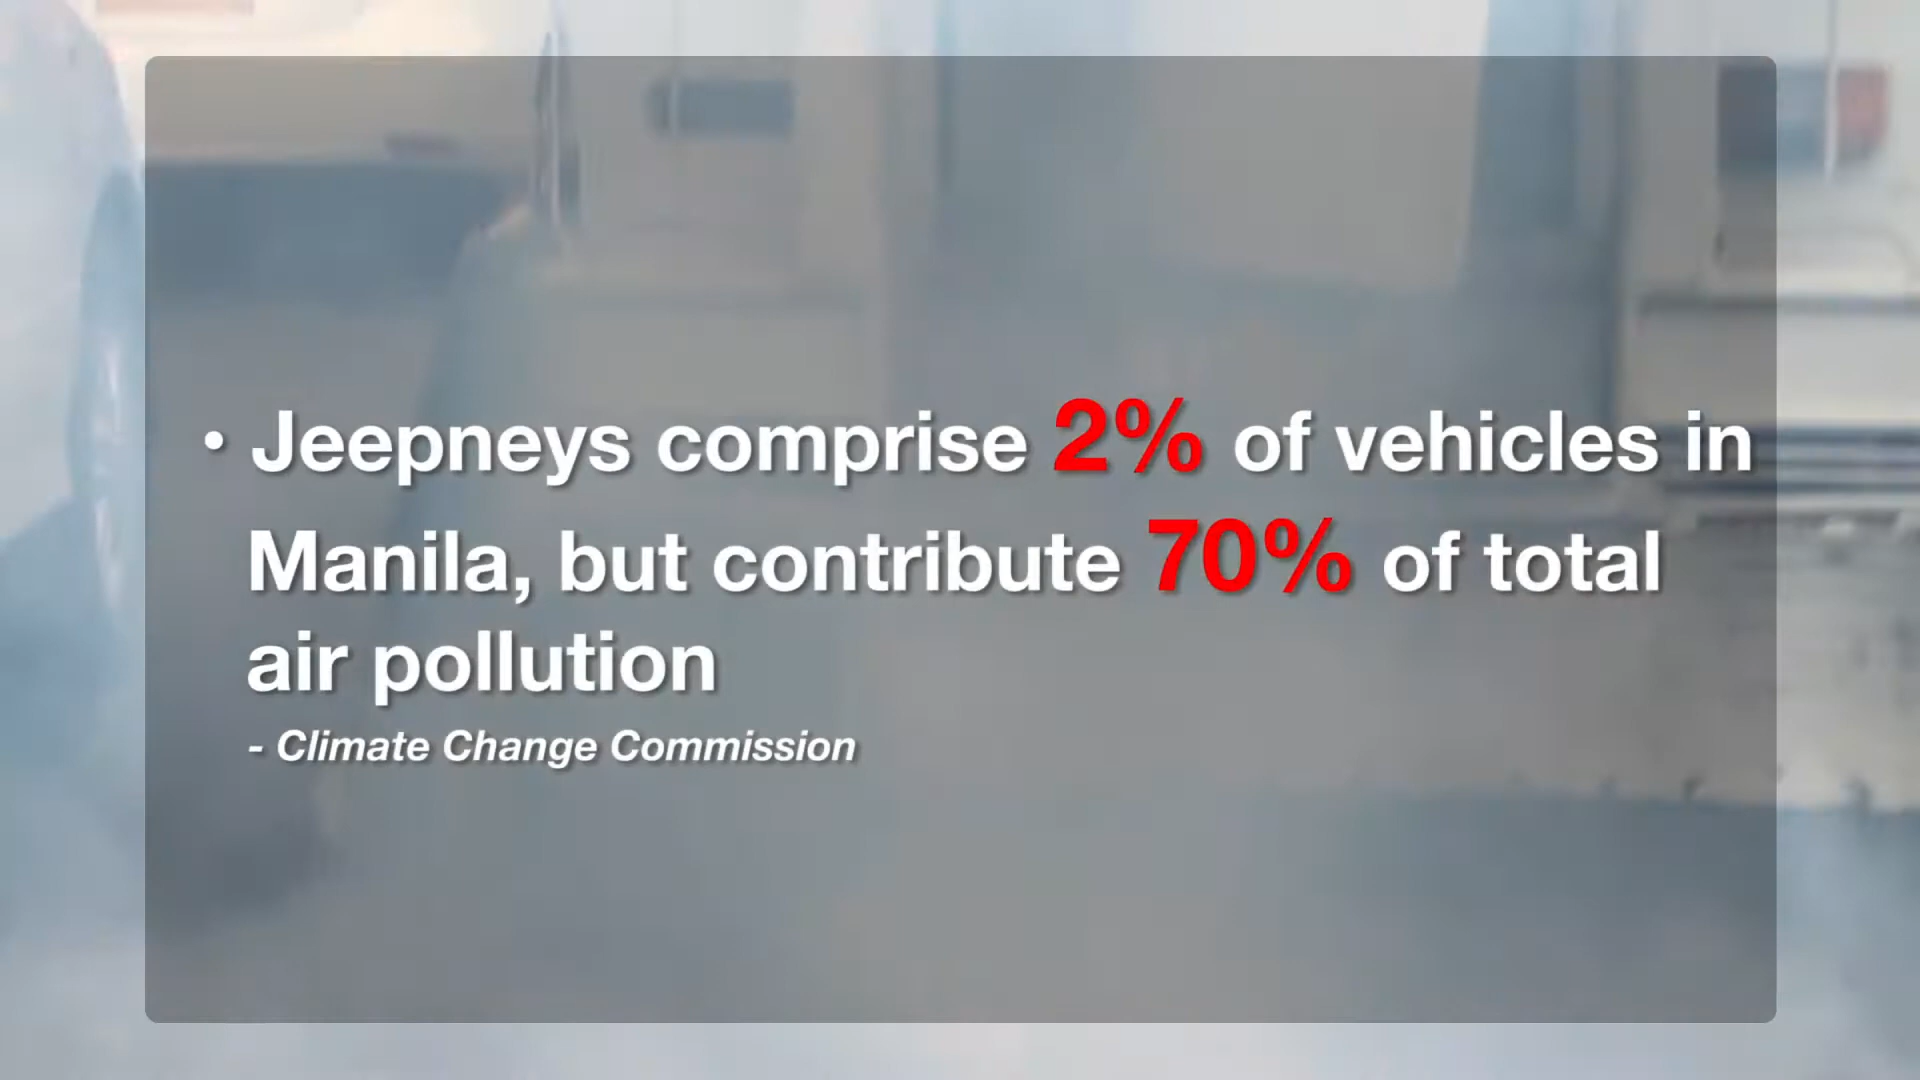 • Jeepneys comprise 2% of vehicles in
Manila, but contribute 70% of total
air pollution
- Climate Change Commission